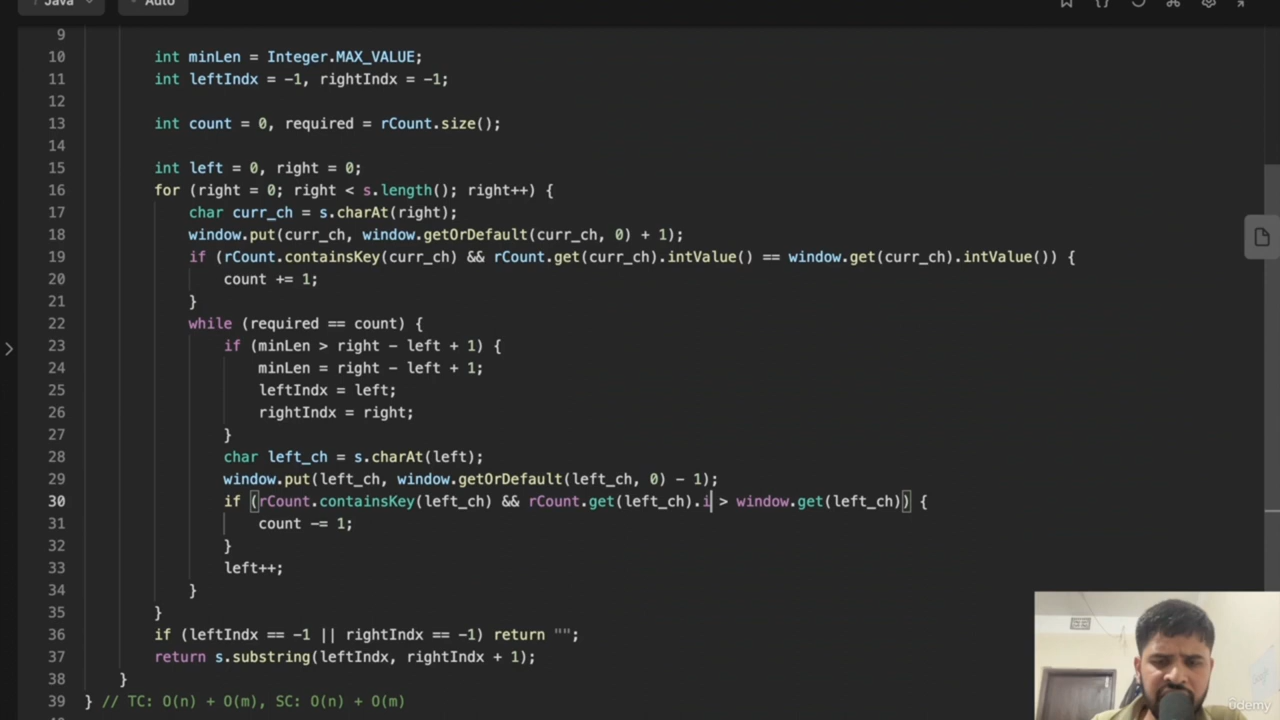 Java Auto
9
10 int minLen = Integer.MAX_VALUE;
11 int leftIndx = -1, rightIndx = -1;
12
13 int count = 0, required = rCount.size();
14
15 int left = 0, right = 0;
16 for (right = 0; right < s.length(); right++) {
17 char curr_ch = s.charAt(right);
18 window.put(curr_ch, window.getOrDefault(curr_ch, 0) + 1);
19 if (rCount.containsKey(curr_ch) && rCount.get(curr_ch).intValue() == window.get(curr_ch).intValue()) {
20 count += 1;
21 }
22 while (required == count) {
23 if (minLen > right - left + 1) {
24 minLen = right - left + 1;
25 leftIndx = left;
26 rightIndx = right;
27 }
28 char left_ch = s.charAt(left);
29 window.put(left_ch, window.getOrDefault(left_ch, 0) - 1);
30 if (rCount.containsKey(left_ch) && rCount.get(left_ch).i > window.get(left_ch)) {
31 count -= 1;
32 }
33 left++;
34 }
35 }
36 if (leftIndx == -1 || rightIndx == -1) return "";
37 return s.substring(leftIndx, rightIndx + 1);
38 }
39 } // TC: O(n) + O(m), SC: O(n) + O(m)
ûdemy